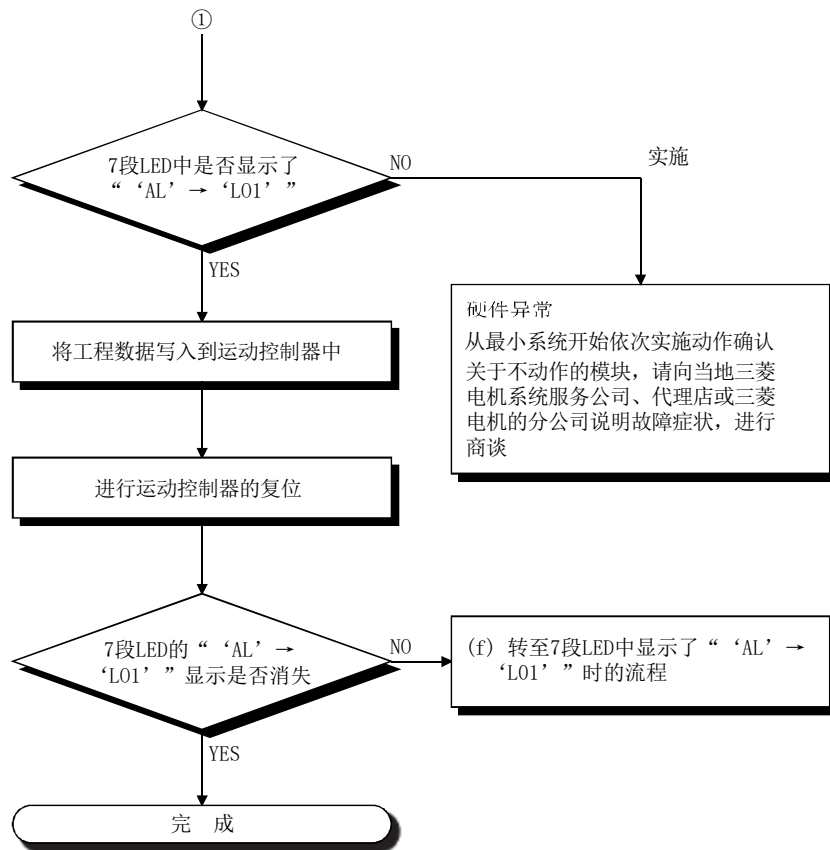 ①
7段LED中是否显示了
“‘AL’→‘L01’”
NO
实施
YES
硬件异常
从最小系统开始依次实施动作确认
关于不动作的模块，请向当地三菱
电机系统服务公司、代理店或三菱
电机的分公司说明故障症状，进行
商谈
将工程数据写入到运动控制器中
进行运动控制器的复位
7段LED的“‘AL’→
‘L01’”显示是否消失
NO
(f) 转至7段LED中显示了“‘AL’→
‘L01’”时的流程
YES
完 成